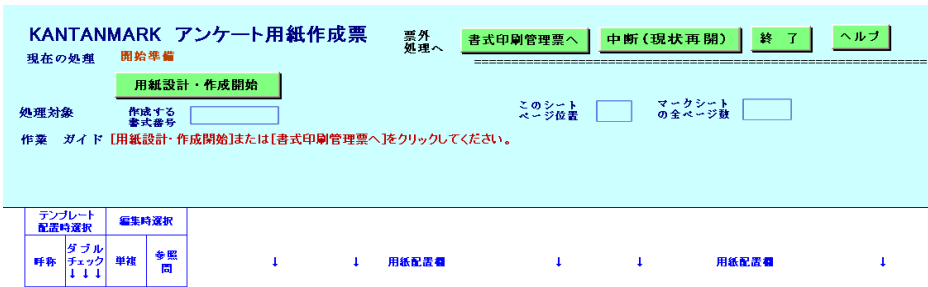 KANTANMARK アンケート用紙作成票
票外
処理へ
書式印刷管理票へ
中断(現状再開)
終 了
ヘルプ
現在の処理 開始準備
=====================================================
用紙設計・作成開始
処理対象
作成する
書式番号
このシート
ページ位置
マークシート
の全ページ数
作業 ガイド [用紙設計・作成開始]または[書式印刷管理票へ]をクリックしてください。
テンプレート
配置時選択
編集時選択
呼称
ダブル
チェック
↓↓↓
単複
参照
問
↓ ↓ 用紙配置欄 ↓ ↓ 用紙配置欄 ↓